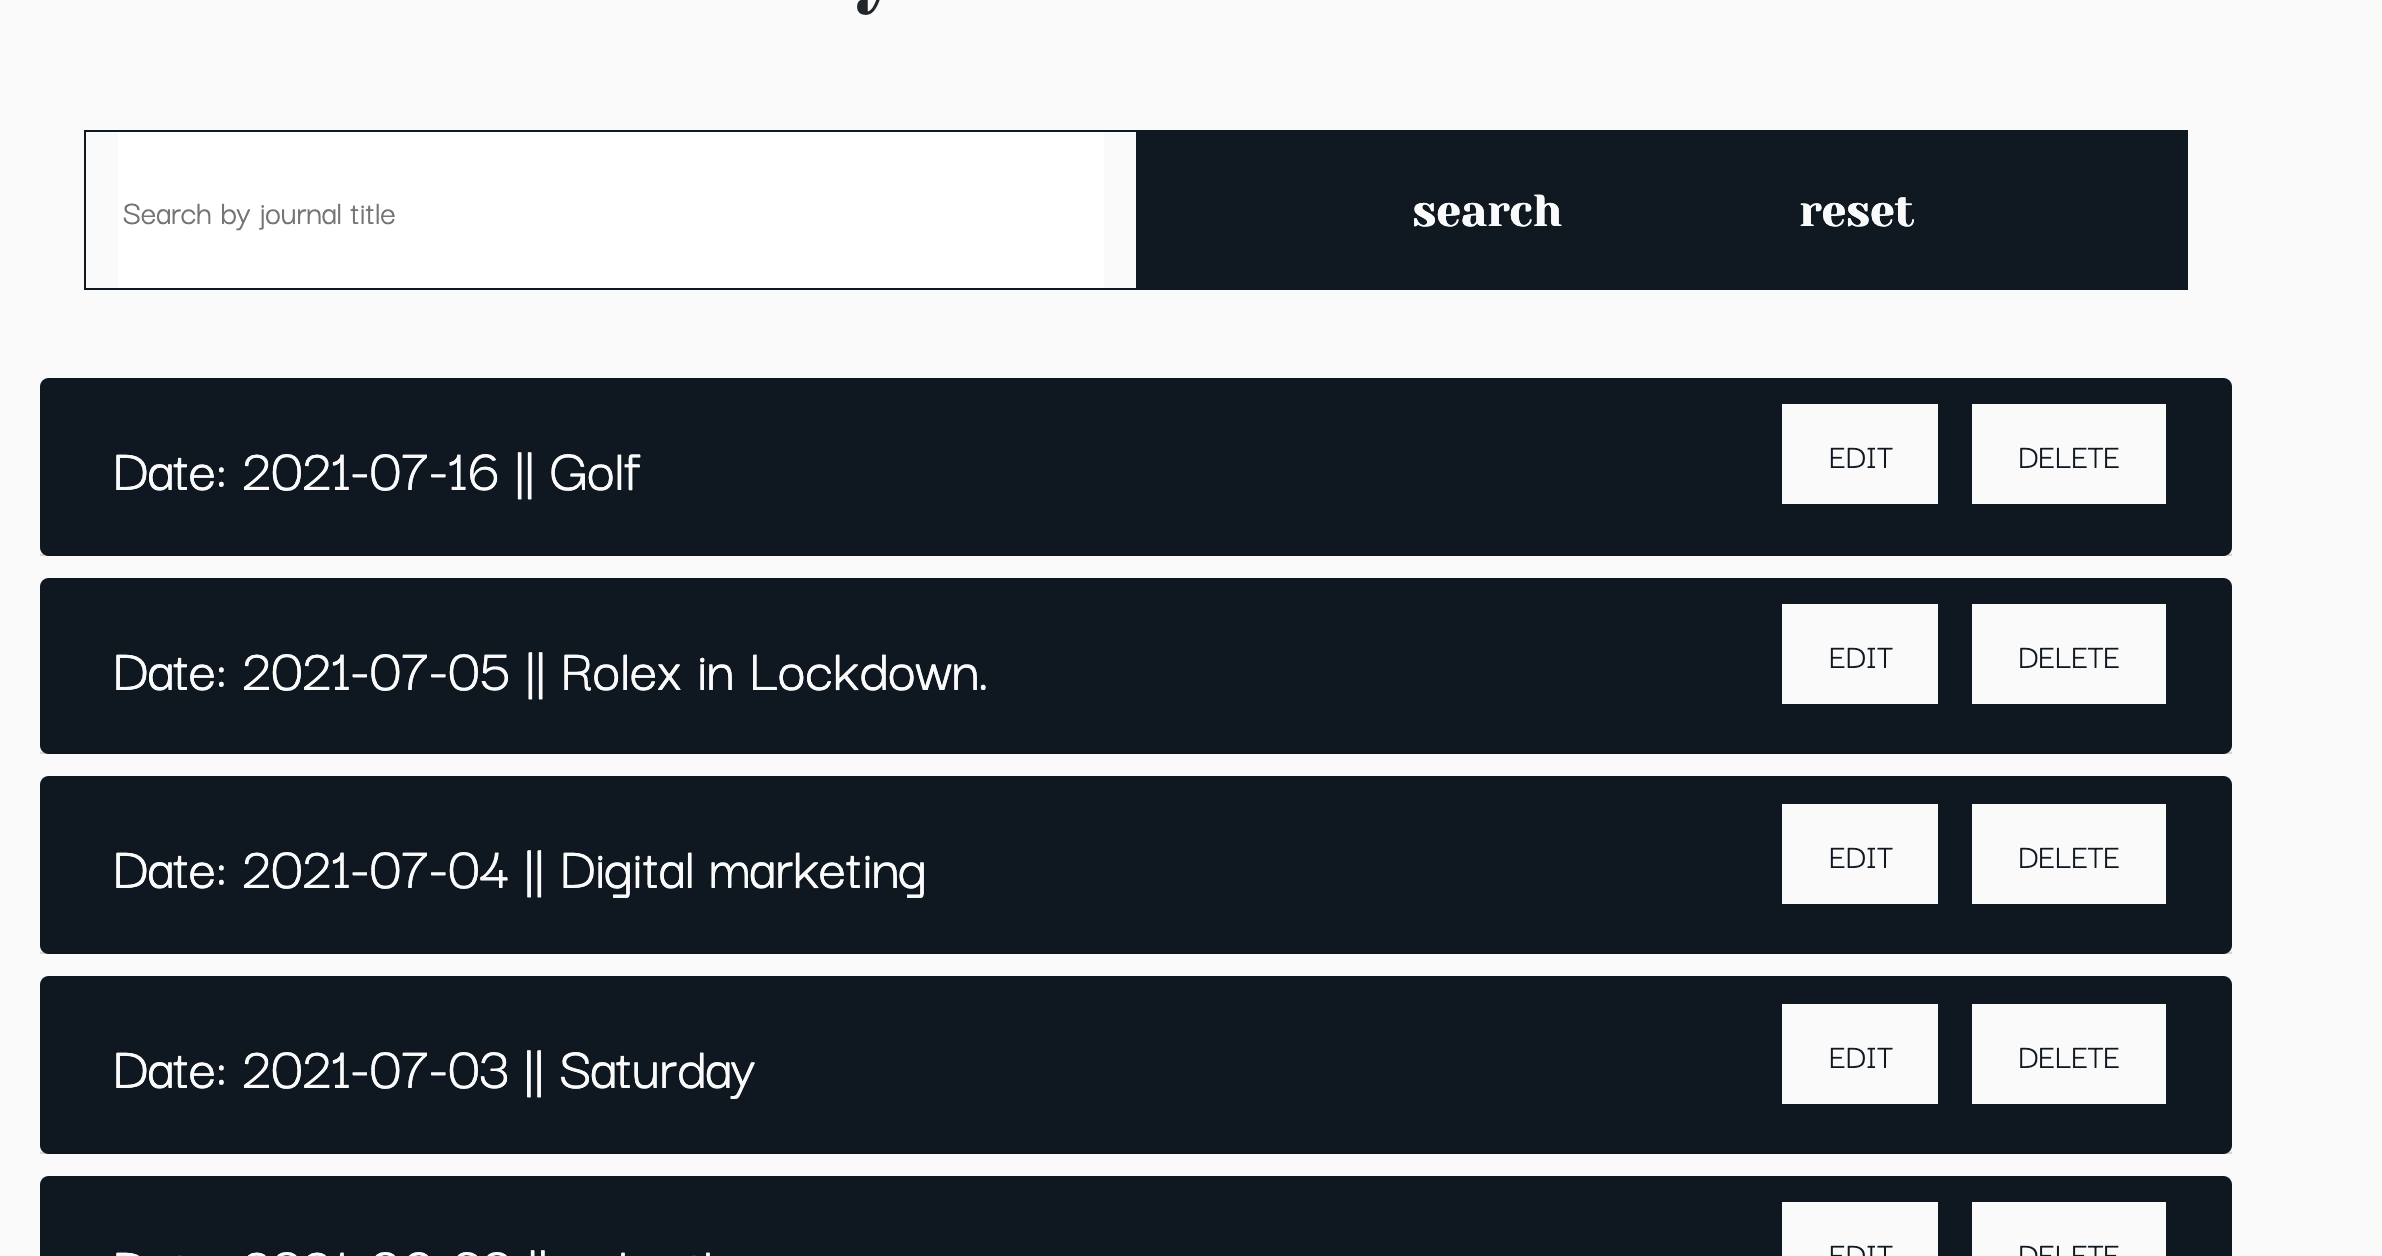 Search by journal title
search
reset
Date: 2021-07-16 || Golf
EDIT
DELETE
Date: 2021-07-05 || Rolex in Lockdown.
EDIT
DELETE
Date: 2021-07-04 || Digital marketing
EDIT
DELETE
Date: 2021-07-03 || Saturday
EDIT
DELETE
EDIT
DELETE